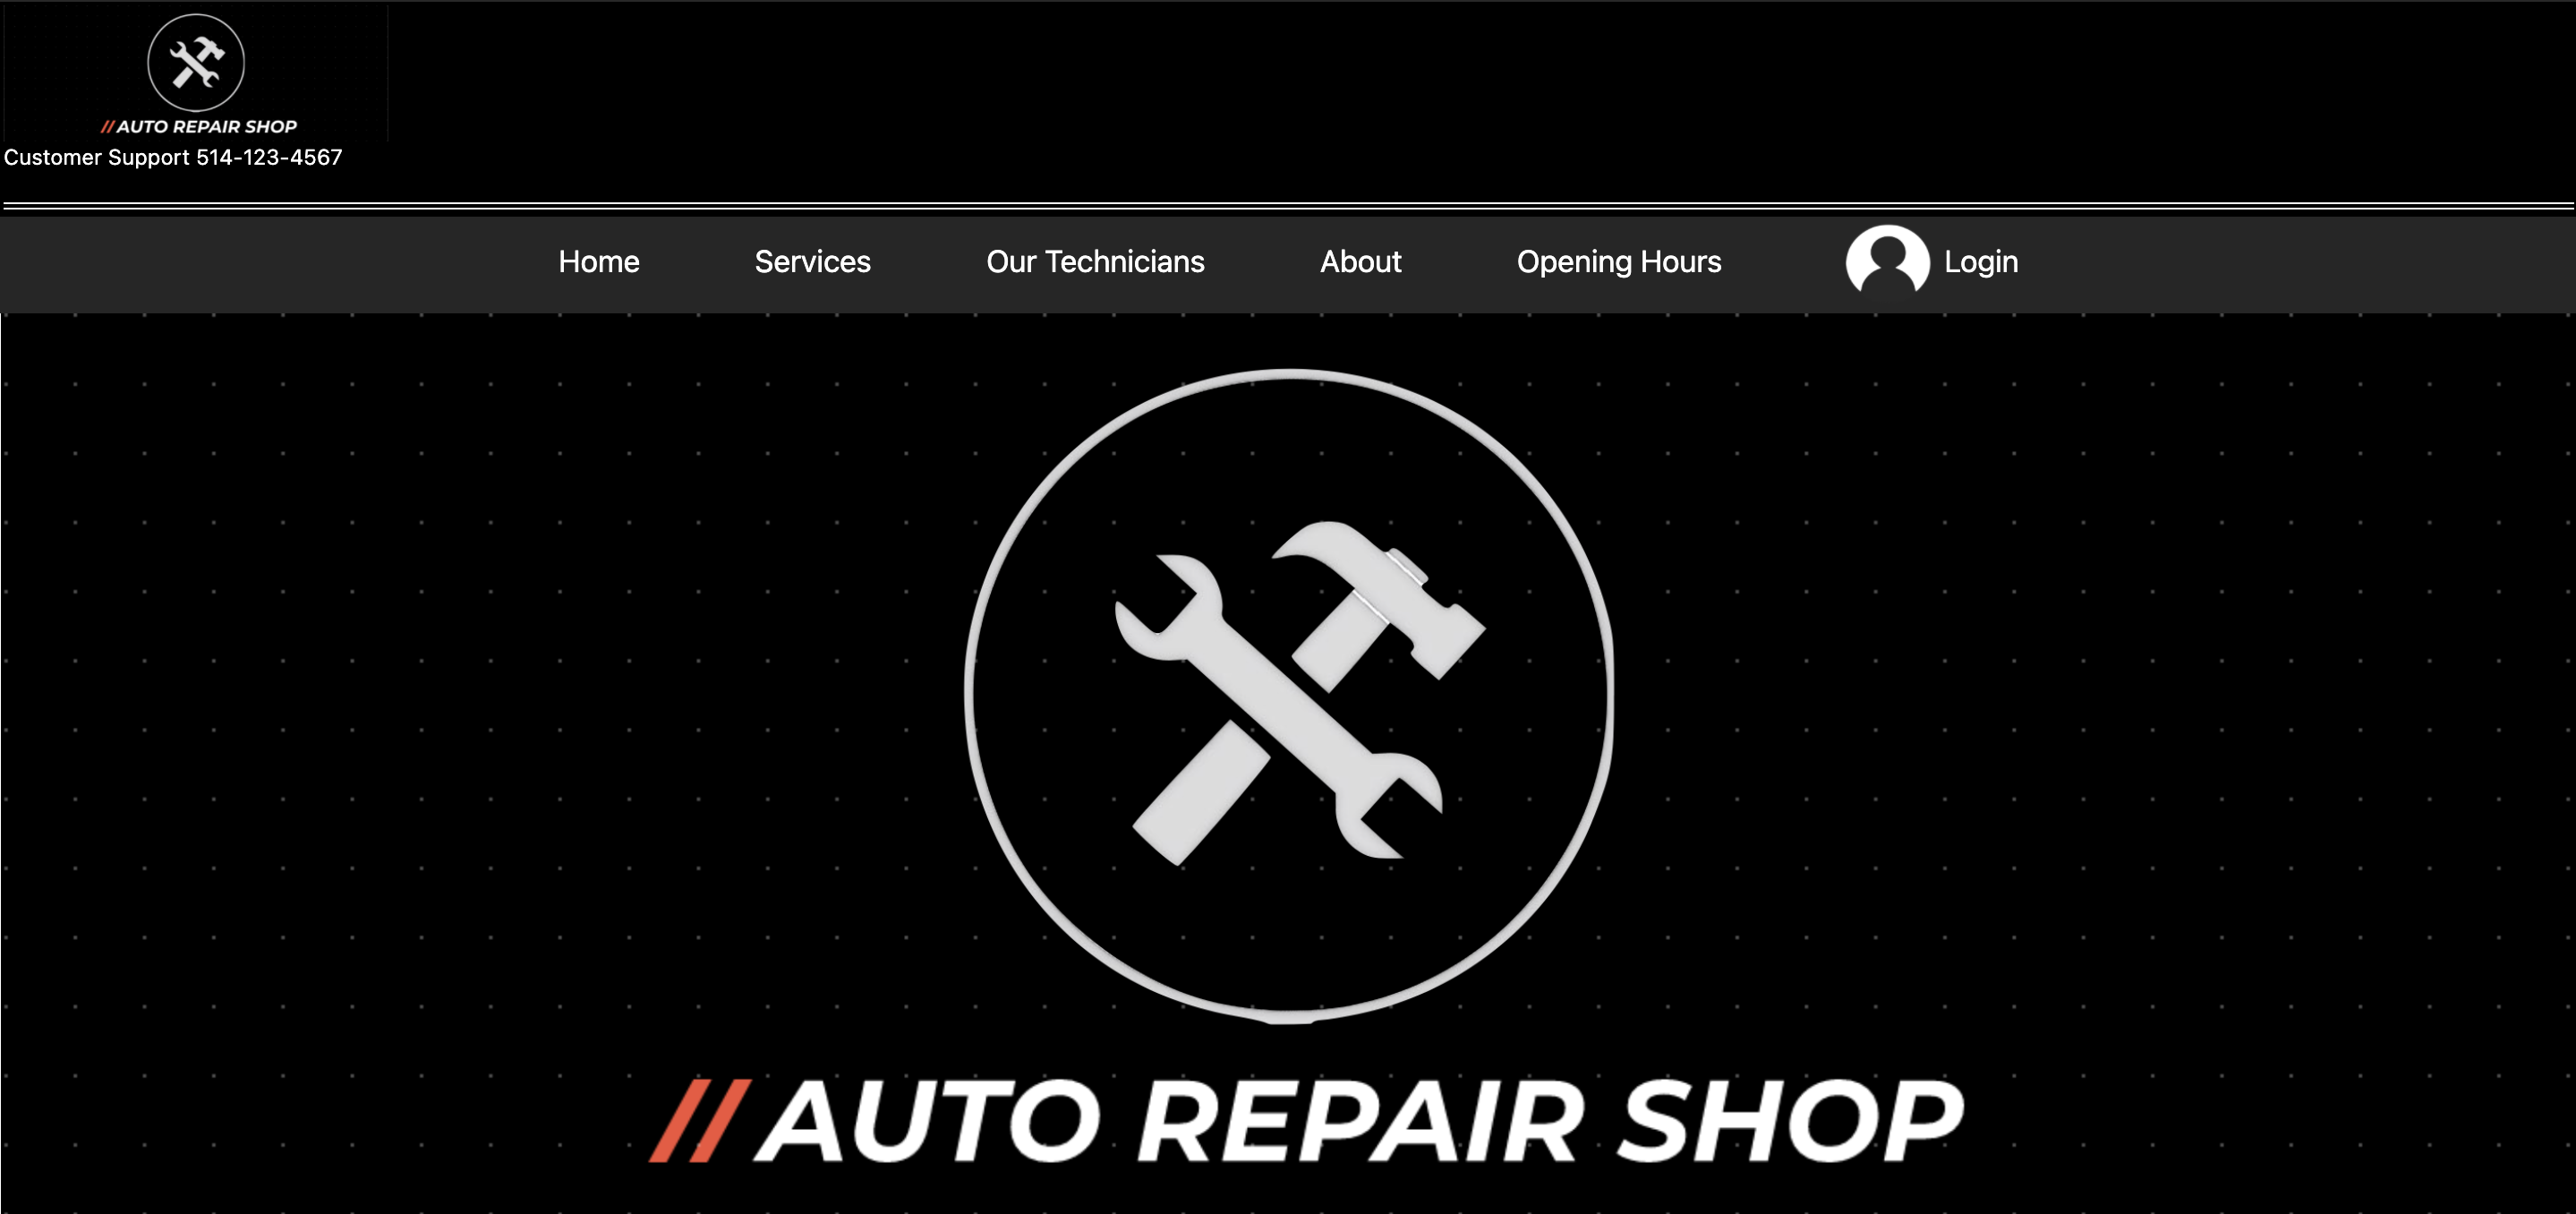 //AUTO REPAIR SHOP
Customer Support 514-123-4567
Home Services Our Technicians About Opening Hours Login
//AUTO REPAIR SHOP